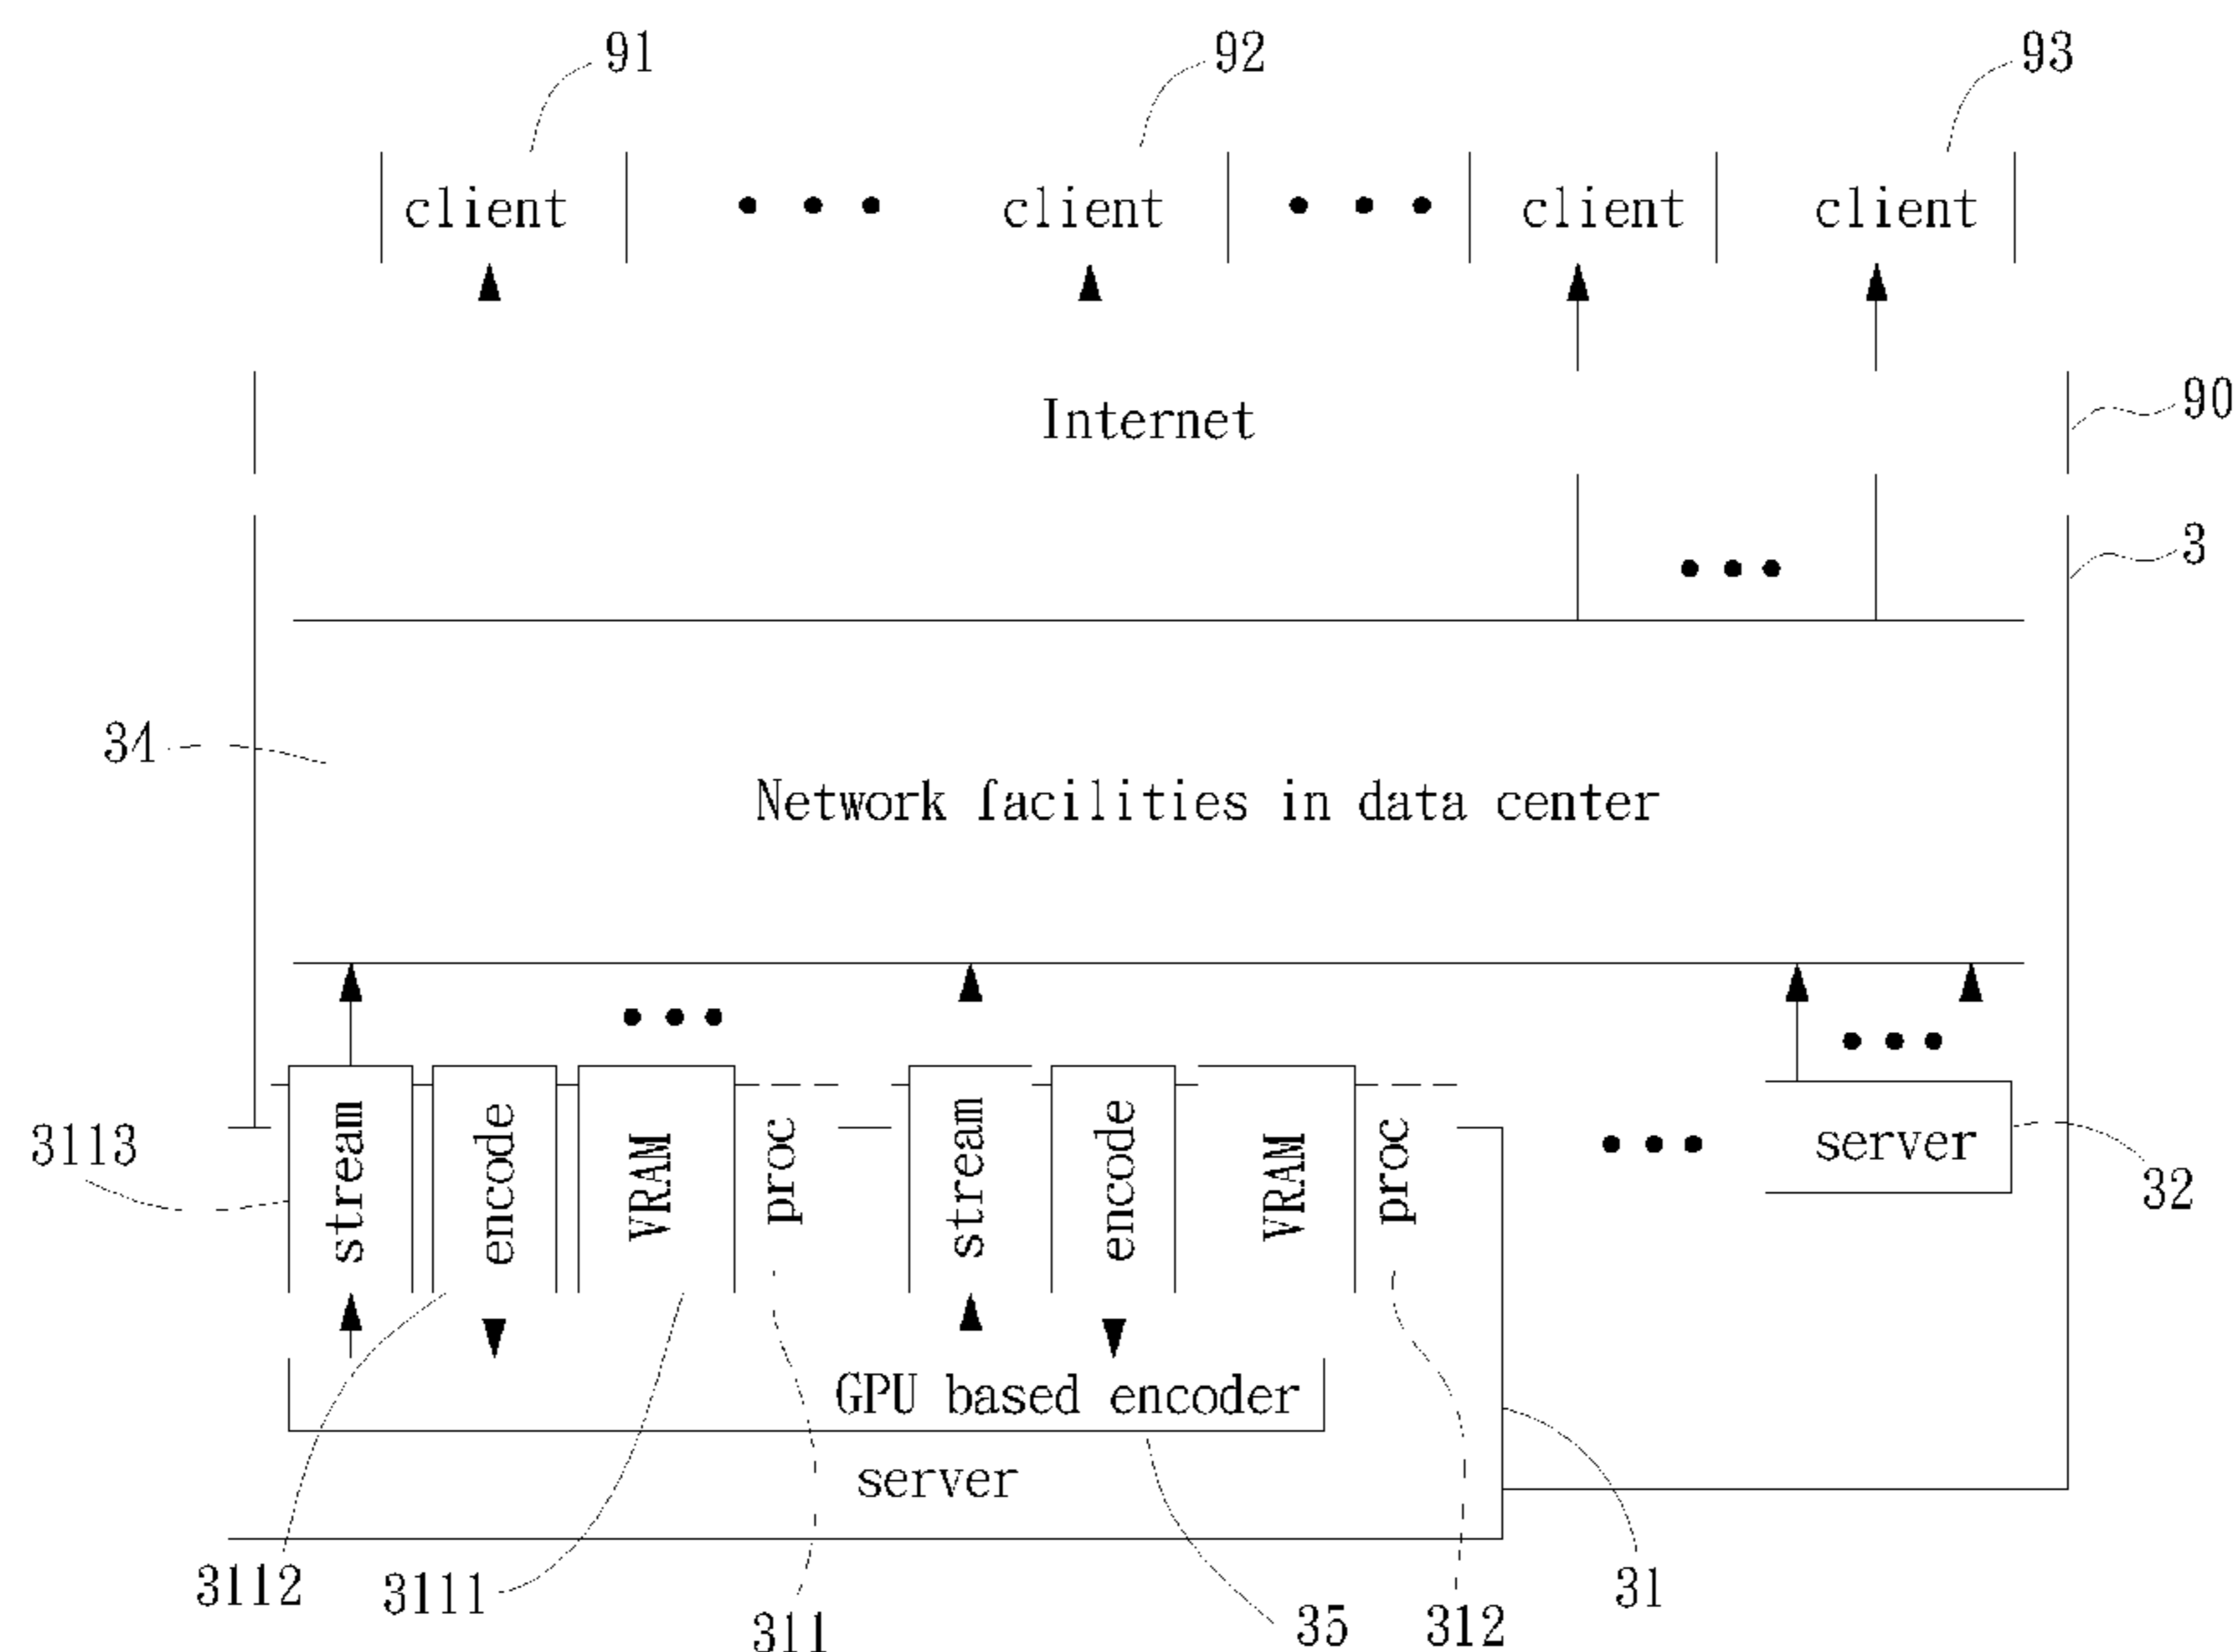 91 92 93
client ● ● ● client ● ● ● client client
Internet
90
● ● ●
3
34
Network facilities in data center
● ● ●
● ● ●
3113
stream encode VRAM proc stream encode VRAM proc
● ● ● server
32
GPU based encoder
server
3112 3111 311 35 312 31